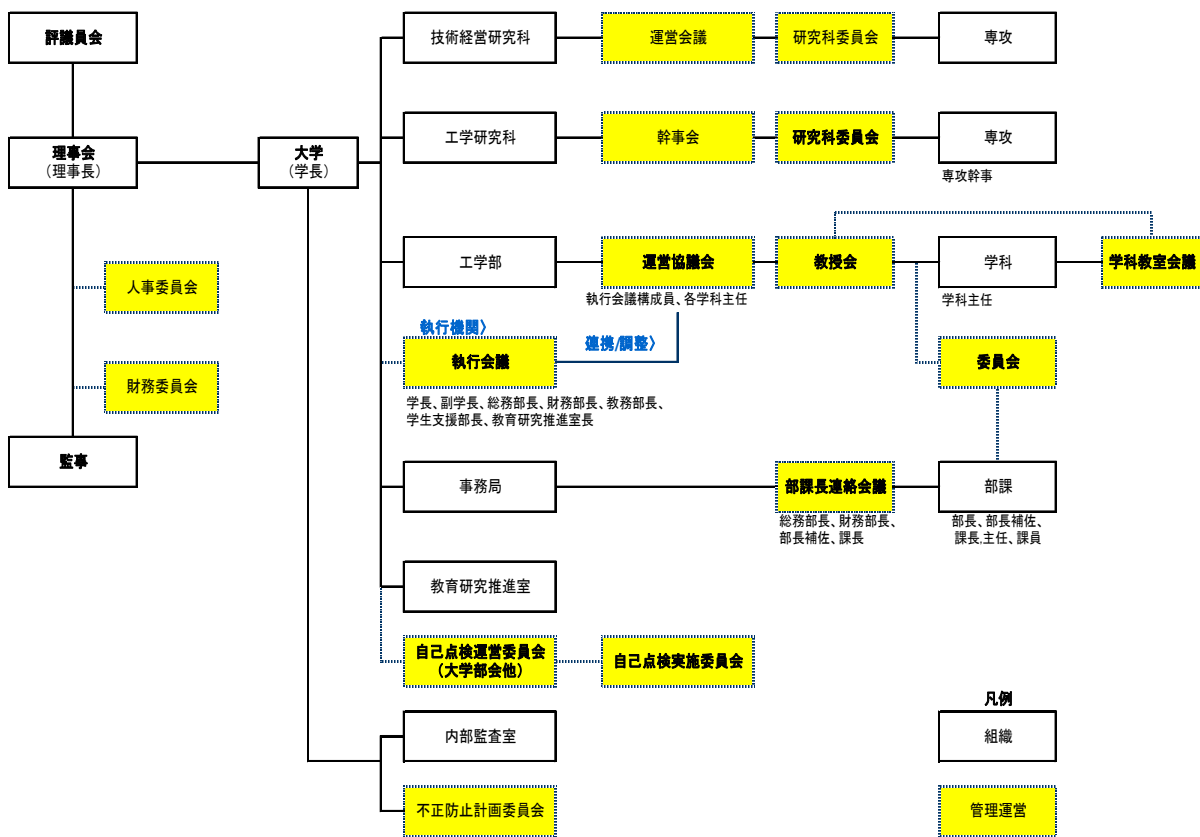 評議員会
技術経営研究科
運営会議
研究科委員会
専攻
理事会
(理事長)
大学
(学長)
工学研究科
幹事会
研究科委員会
専攻
専攻幹事
工学部
運営協議会
教授会
学科
学科教室会議
執行会議構成員、各学科主任
学科主任
人事委員会
執行機関〉
連携/調整〉
執行会議
委員会
財務委員会
学長、副学長、総務部長、財務部長、教務部長、
学生支援部長、教育研究推進室長
監事
事務局
部課長連絡会議
部課
総務部長、財務部長、
部長補佐、課長
部長、部長補佐、
課長,主任、課員
教育研究推進室
自己点検運営委員会
(大学部会他)
自己点検実施委員会
凡例
内部監査室
組織
不正防止計画委員会
管理運営